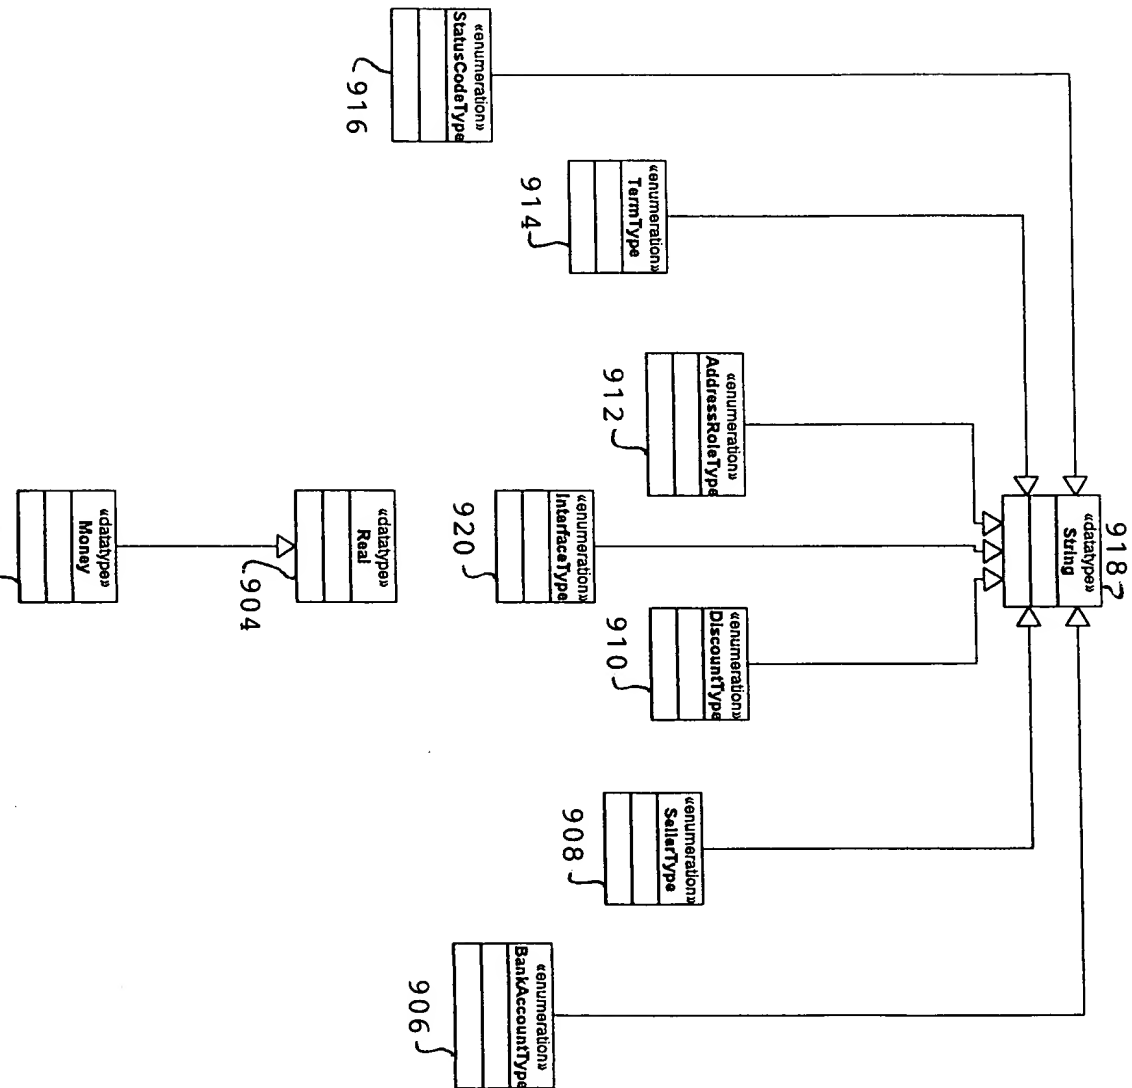 918
«datatype»
String
«enumeration»
StatusCodeType
916
«enumeration»
TermType
914
«enumeration»
AddressRoleType
912
«enumeration»
InterfaceType
920
«enumeration»
DiscountType
910
«enumeration»
SellerType
908
«enumeration»
BankAccountType
906
«datatype»
Real
904
«datatype»
Money